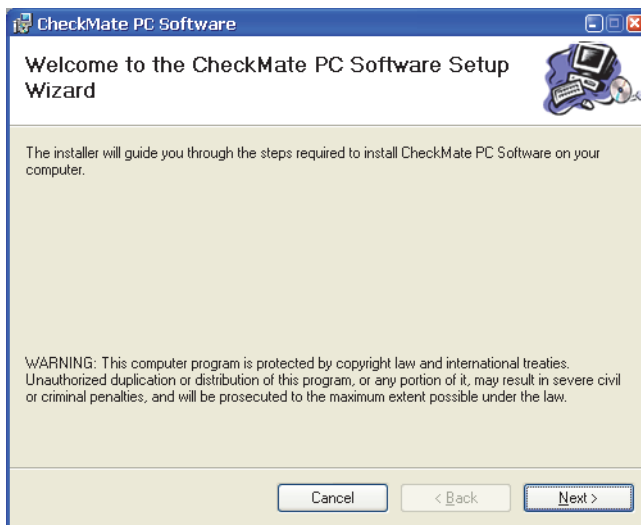 CheckMate PC Software
Welcome to the CheckMate PC Software Setup
Wizard
The installer will guide you through the steps required to install CheckMate PC Software on your
computer.
WARNING: This computer program is protected by copyright law and international treaties.
Unauthorized duplication or distribution of this program, or any portion of it, may result in severe civil
or criminal penalties, and will be prosecuted to the maximum extent possible under the law.
Cancel
< Back
Next >